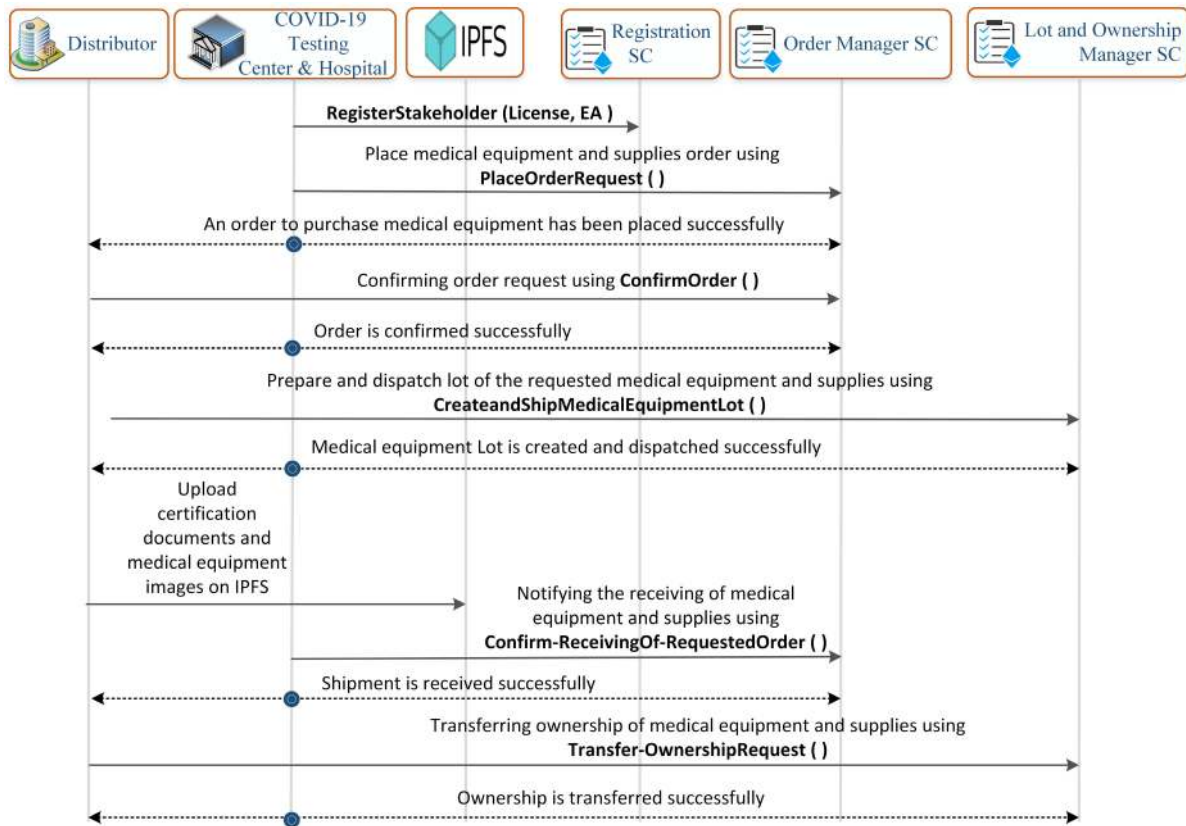 Distributor
COVID-19
Testing
Center & Hospital
IPFS
Registration
SC
Order Manager SC
Lot and Ownership
Manager SC
RegisterStakeholder (License, EA )
Place medical equipment and supplies order using
PlaceOrderRequest ( )
An order to purchase medical equipment has been placed successfully
Confirming order request using ConfirmOrder ( )
Order is confirmed successfully
Prepare and dispatch lot of the requested medical equipment and supplies using
CreateandShipMedicalEquipmentLot ( )
Medical equipment Lot is created and dispatched successfully
Upload
certification
documents and
medical equipment
images on IPFS
Notifying the receiving of medical
equipment and supplies using
Confirm-ReceivingOf-RequestedOrder ( )
Shipment is received successfully
Transferring ownership of medical equipment and supplies using
Transfer-OwnershipRequest ( )
Ownership is transferred successfully